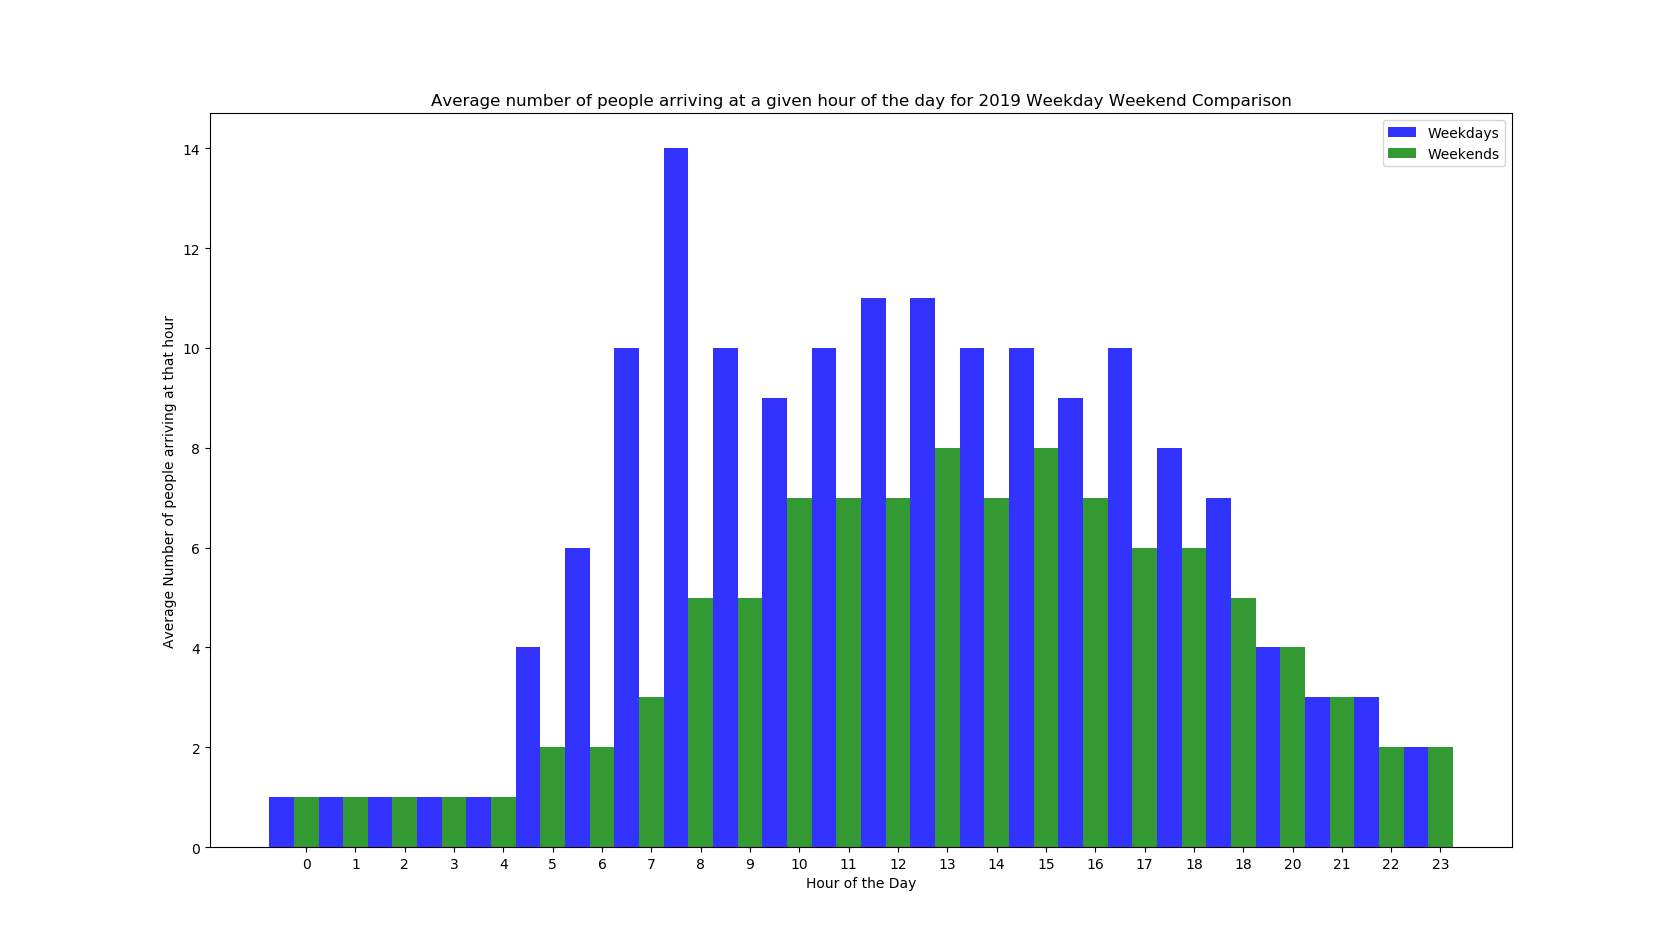 Average number of people arriving at a given hour of the day for 2019 Weekday Weekend Comparison
Weekdays
Weekends
14
12
10
8
6
4
2
0
Average Number of people arriving at that hour
0 1 2 3 4 5 6 7 8 9 10 11 12 13 14 15 16 17 18 18 20 21 22 23
Hour of the Day